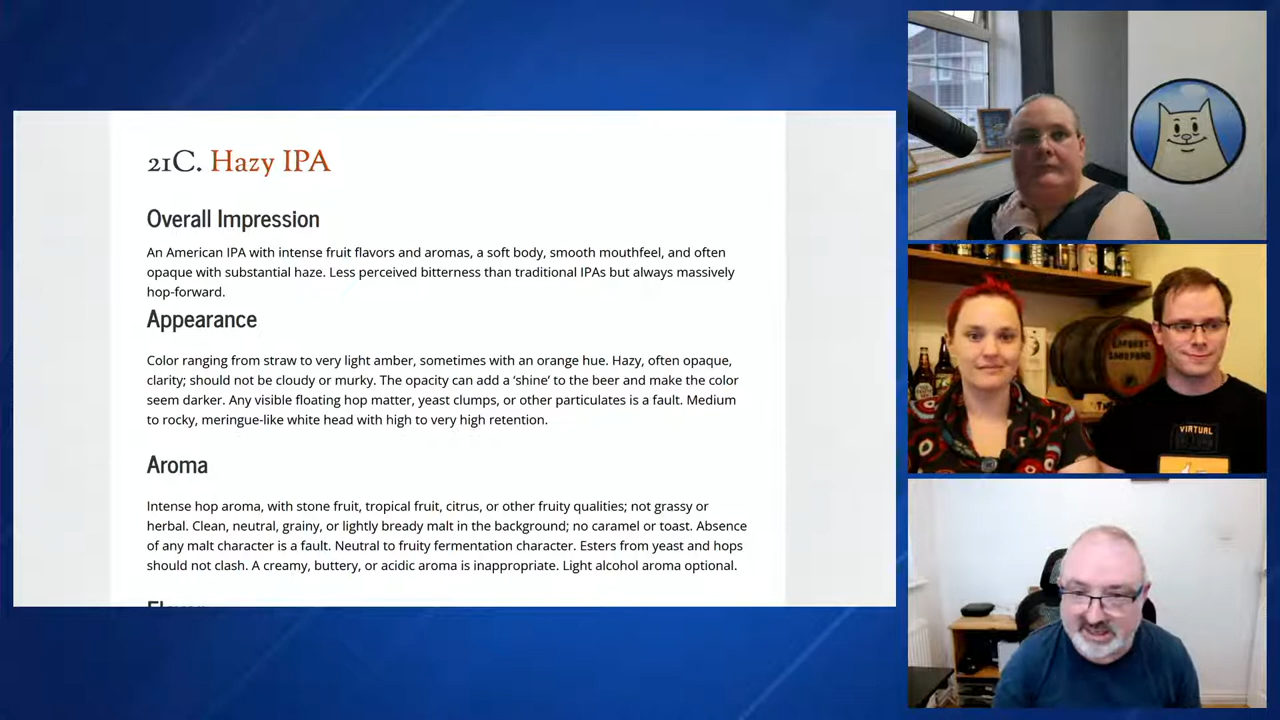 21C. Hazy IPA
Overall Impression
An American IPA with intense fruit flavors and aromas, a soft body, smooth mouthfeel, and often
opaque with substantial haze. Less perceived bitterness than traditional IPAs but always massively
hop-forward.
Appearance
Color ranging from straw to very light amber, sometimes with an orange hue. Hazy, often opaque,
clarity; should not be cloudy or murky. The opacity can add a ‘shine’ to the beer and make the color
seem darker. Any visible floating hop matter, yeast clumps, or other particulates is a fault. Medium
to rocky, meringue-like white head with high to very high retention.
Aroma
Intense hop aroma, with stone fruit, tropical fruit, citrus, or other fruity qualities; not grassy or
herbal. Clean, neutral, grainy, or lightly bready malt in the background; no caramel or toast. Absence
of any malt character is a fault. Neutral to fruity fermentation character. Esters from yeast and hops
should not clash. A creamy, buttery, or acidic aroma is inappropriate. Light alcohol aroma optional.
VIRTUAL